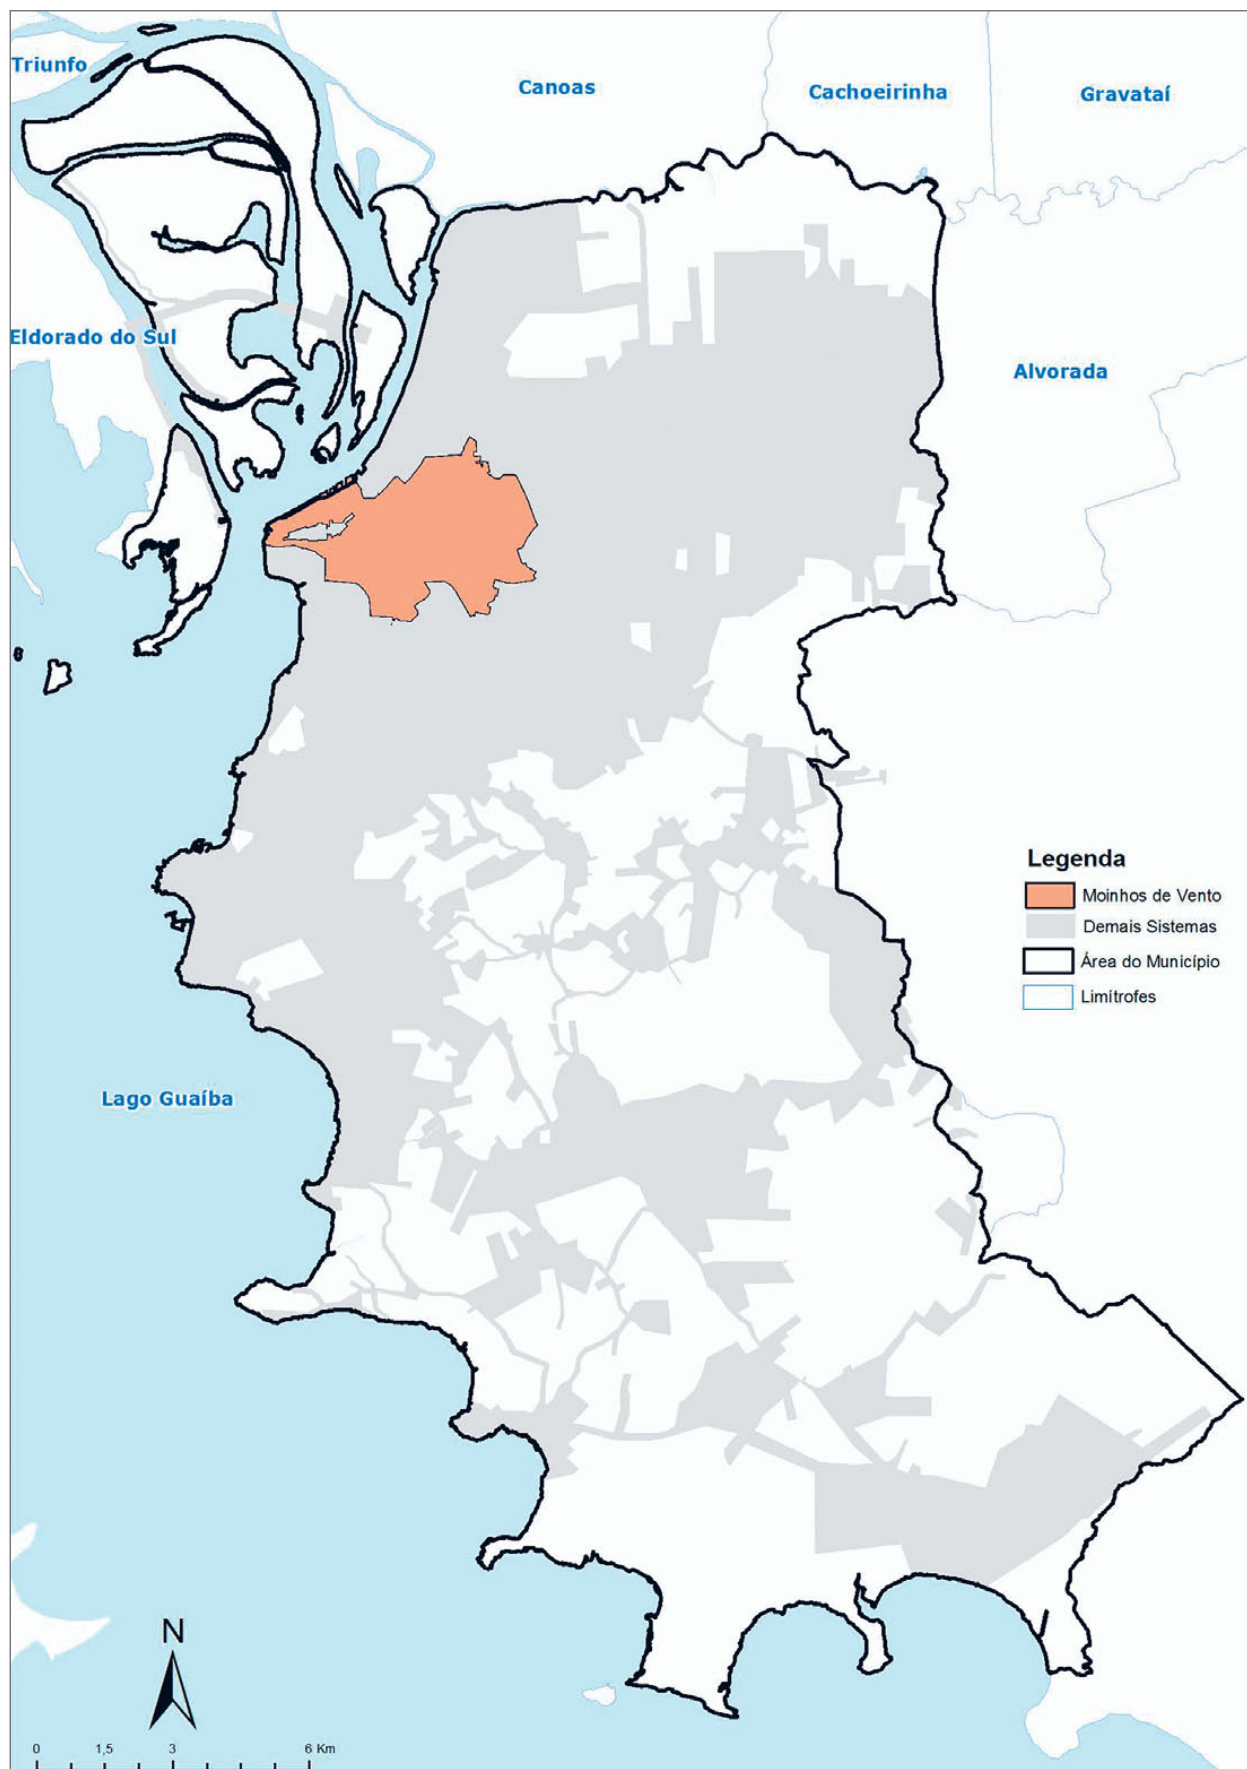 Triunfo
Canoas
Cachoeirinha
Gravataí
Eldorado do Sul
Alvorada
Legenda
Moinhos de Vento
Demais Sistemas
Área do Município
Limítrofes
Lago Guaíba
N
0 1,5 3 6 Km